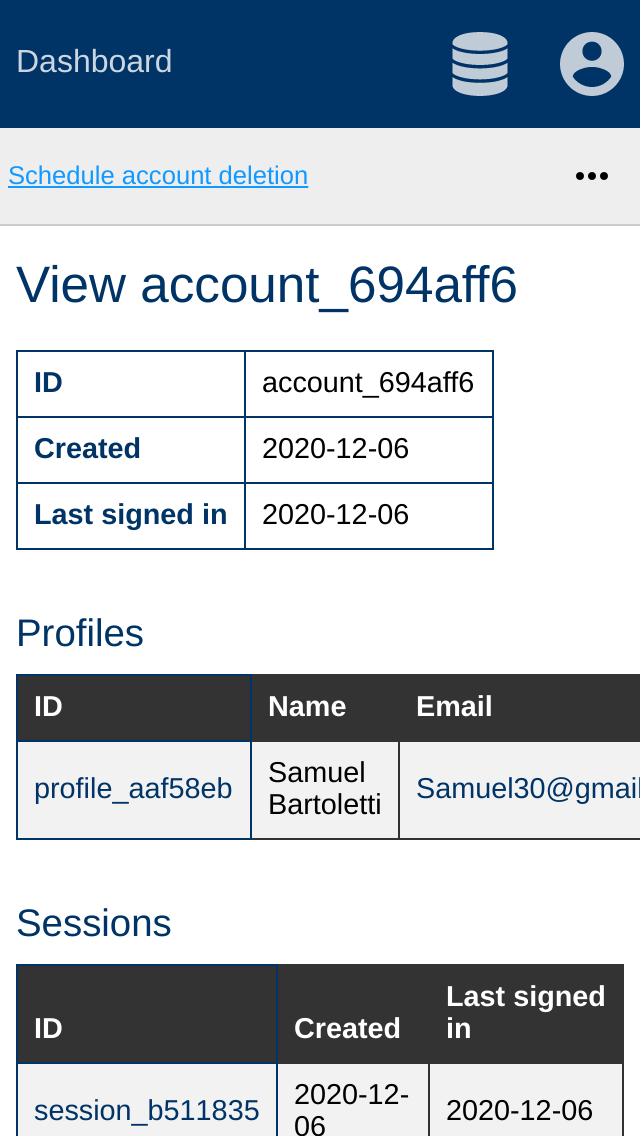 Dashboard
Schedule account deletion
View account_694aff6
ID account_694aff6
Created 2020-12-06
Last signed in 2020-12-06
Profiles
ID Name Email
profile_aaf58eb Samuel Bartoletti Samuel30@gmail
Sessions
ID Created Last signed in
session_b511835 2020-12-06 2020-12-06